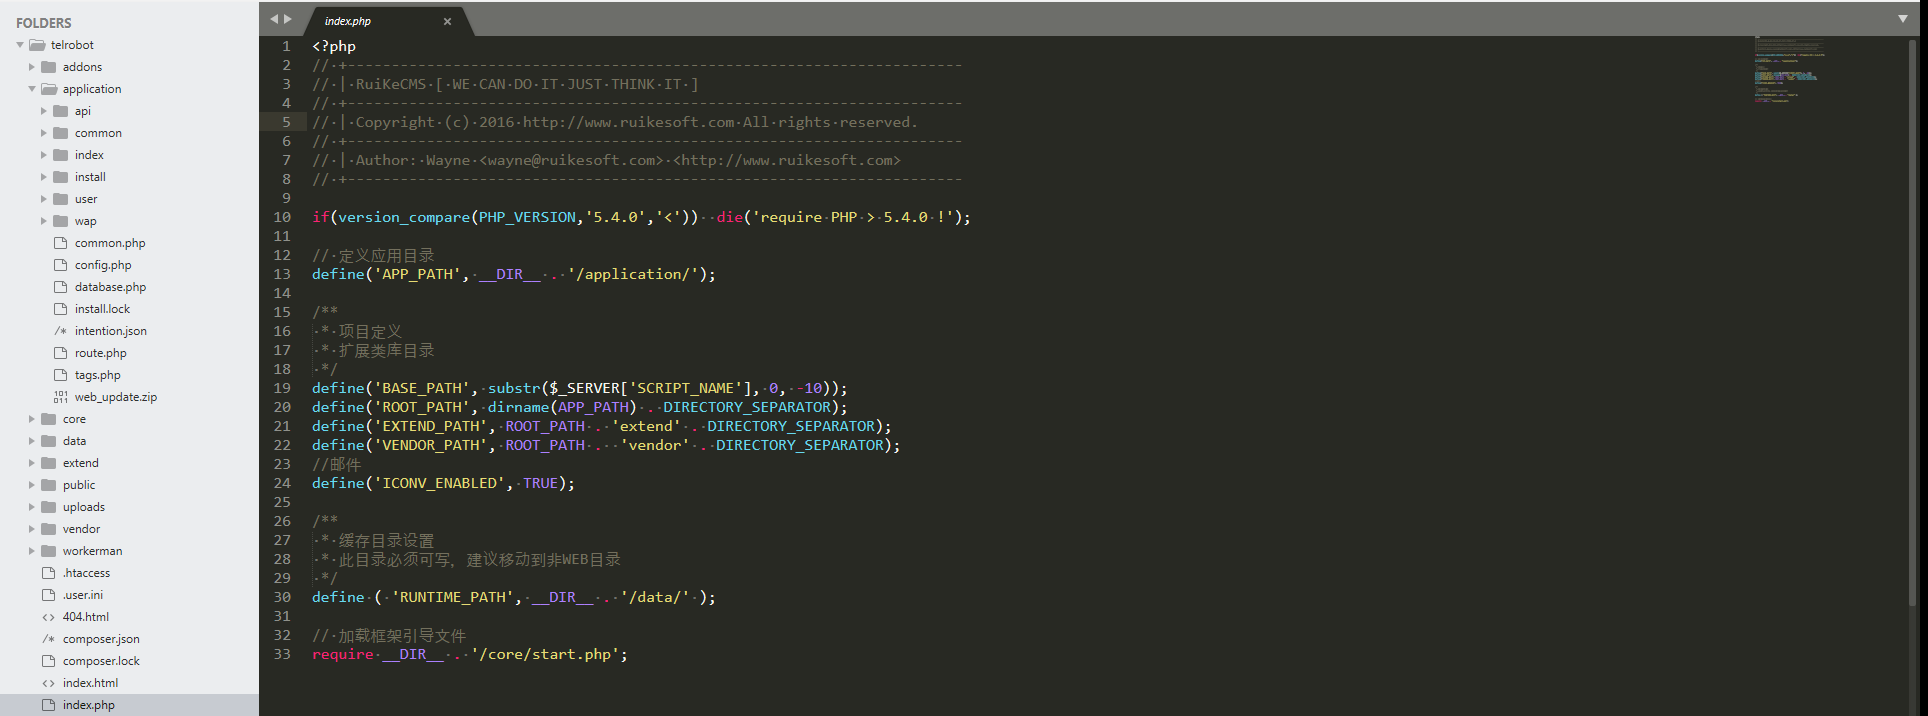 FOLDERS
telrobot
addons
application
api
common
index
install
user
wap
common.php
config.php
database.php
install.lock
/* intention.json
route.php
tags.php
web_update.zip
core
data
extend
public
uploads
vendor
workerman
.htaccess
.user.ini
<> 404.html
/* composer.json
composer.lock
<> index.html
index.php
index.php ×
1 <?php
2 // +----------------------------------------------------------------------
3 // | RuiKeCMS [ WE CAN DO IT JUST THINK IT ]
4 // +----------------------------------------------------------------------
5 // | Copyright (c) 2016 http://www.ruikesoft.com All rights reserved.
6 // +----------------------------------------------------------------------
7 // | Author: Wayne <wayne@ruikesoft.com> <http://www.ruikesoft.com>
8 // +----------------------------------------------------------------------
9
10 if(version_compare(PHP_VERSION,'5.4.0','<'))  die('require PHP > 5.4.0 !');
11
12 // 定义应用目录
13 define('APP_PATH', __DIR__ . '/application/');
14
15 /**
16  * 项目定义
17  * 扩展类库目录
18  */
19 define('BASE_PATH', substr($_SERVER['SCRIPT_NAME'], 0, -10));
20 define('ROOT_PATH', dirname(APP_PATH) . DIRECTORY_SEPARATOR);
21 define('EXTEND_PATH', ROOT_PATH . 'extend' . DIRECTORY_SEPARATOR);
22 define('VENDOR_PATH', ROOT_PATH .  'vendor' . DIRECTORY_SEPARATOR);
23 //邮件
24 define('ICONV_ENABLED', TRUE);
25
26 /**
27  * 缓存目录设置
28  * 此目录必须可写，建议移动到非WEB目录
29  */
30 define ( 'RUNTIME_PATH', __DIR__ . '/data/' );
31
32 // 加载框架引导文件
33 require __DIR__ . '/core/start.php';